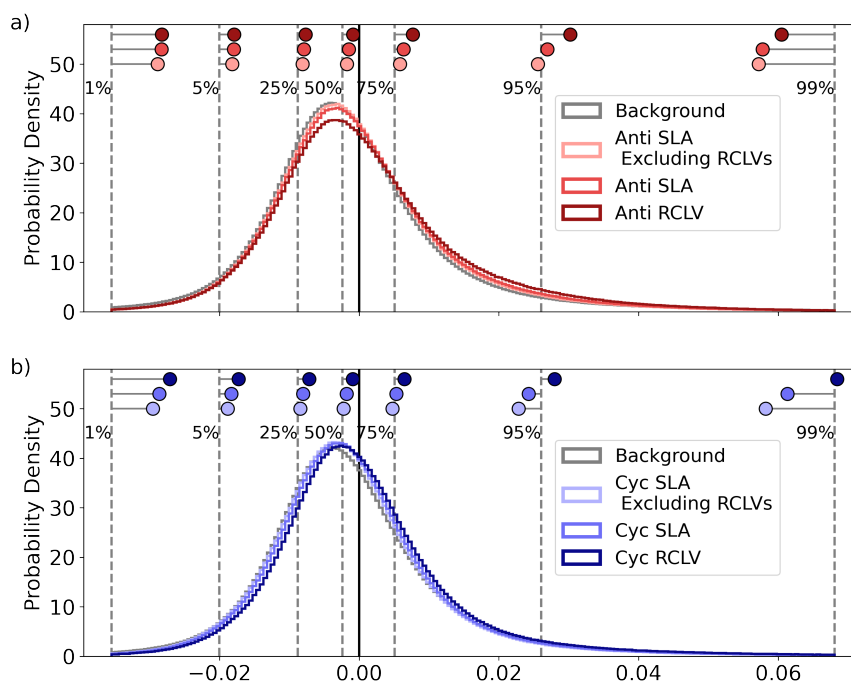 a)
Probability Density
50
40
30
20
10
0
1%
5%
25%
50%
75%
95%
99%
Background
Anti SLA
Excluding RCLVs
Anti SLA
Anti RCLV
b)
Probability Density
50
40
30
20
10
0
1%
5%
25%
50%
75%
95%
99%
Background
Cyc SLA
Excluding RCLVs
Cyc SLA
Cyc RCLV
−0.02
0.00
0.02
0.04
0.06